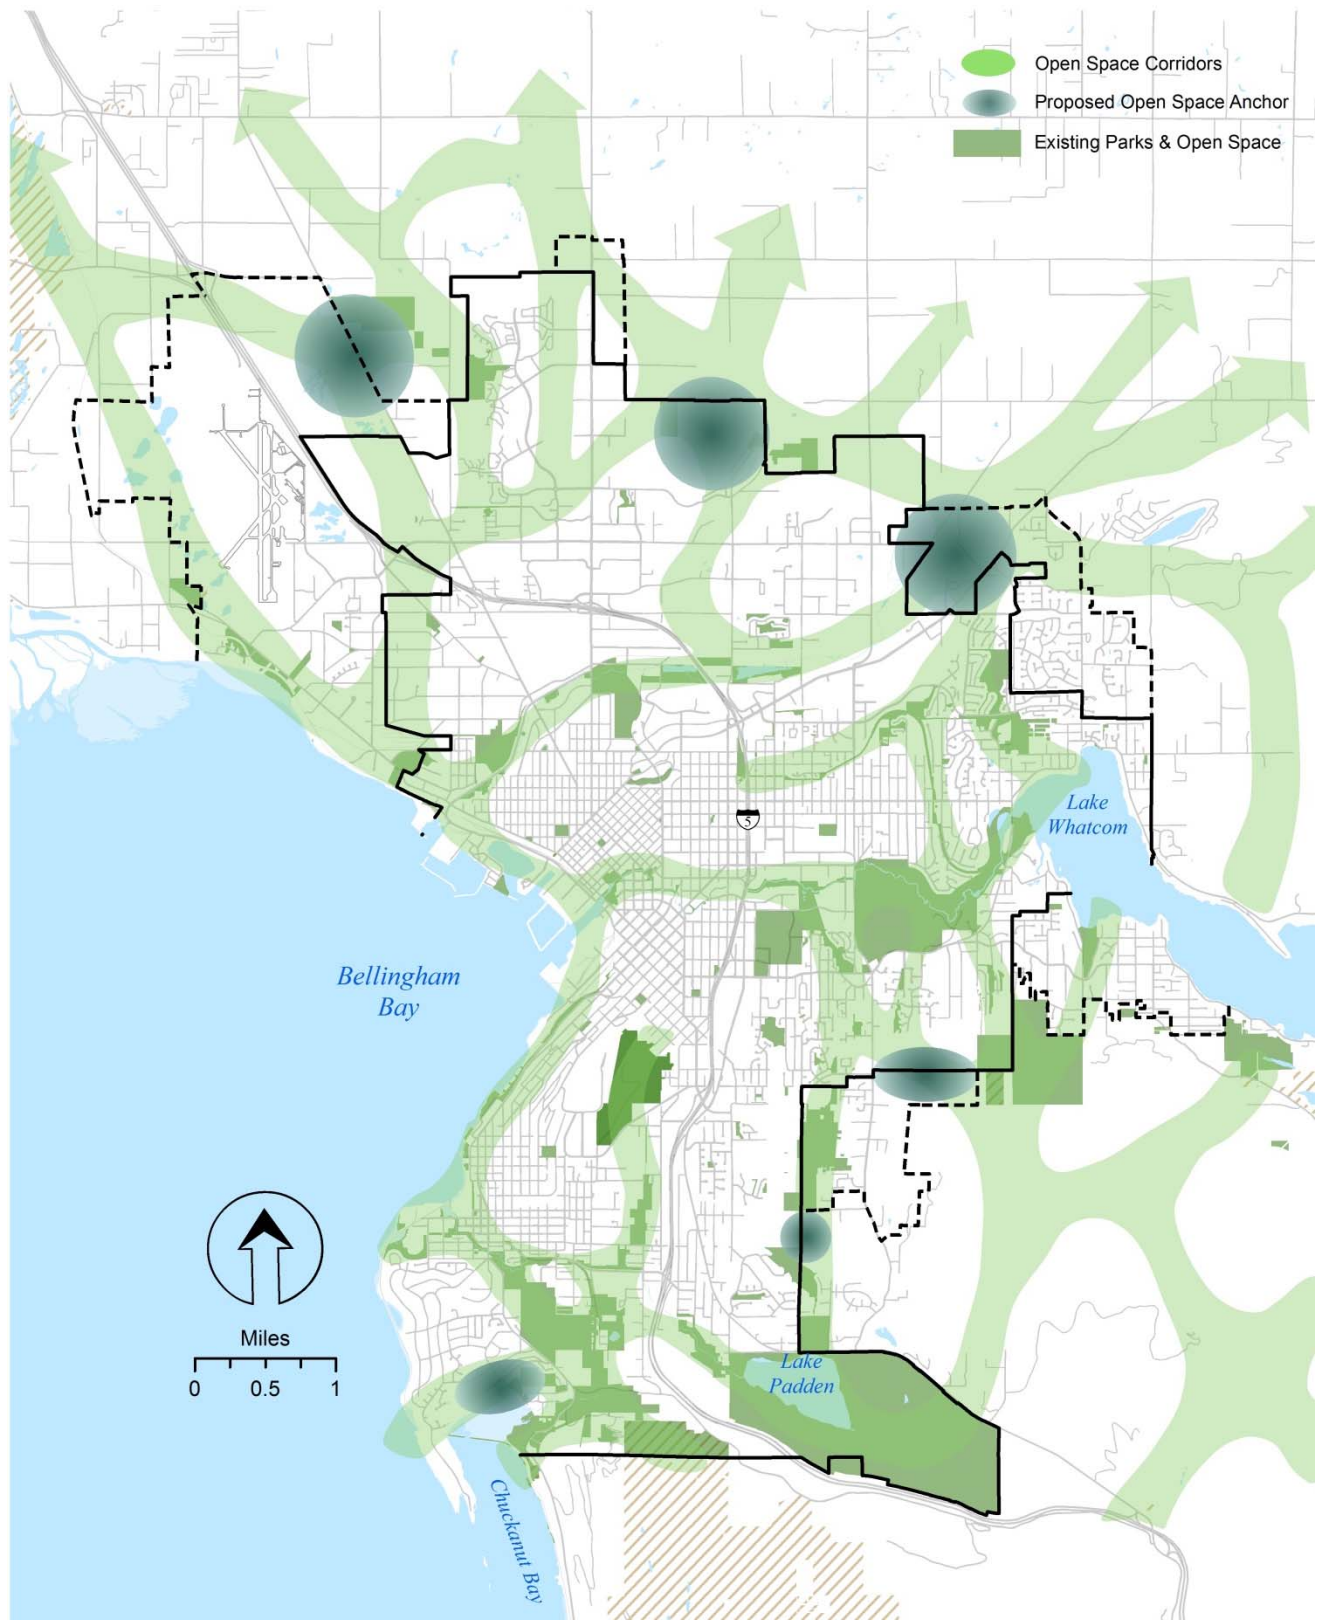 Open Space Corridors
Proposed Open Space Anchor
Existing Parks & Open Space
5
Lake
Whatcom
Bellingham
Bay
Miles
0 0.5 1
Lake
Padden
Chuckanut Bay